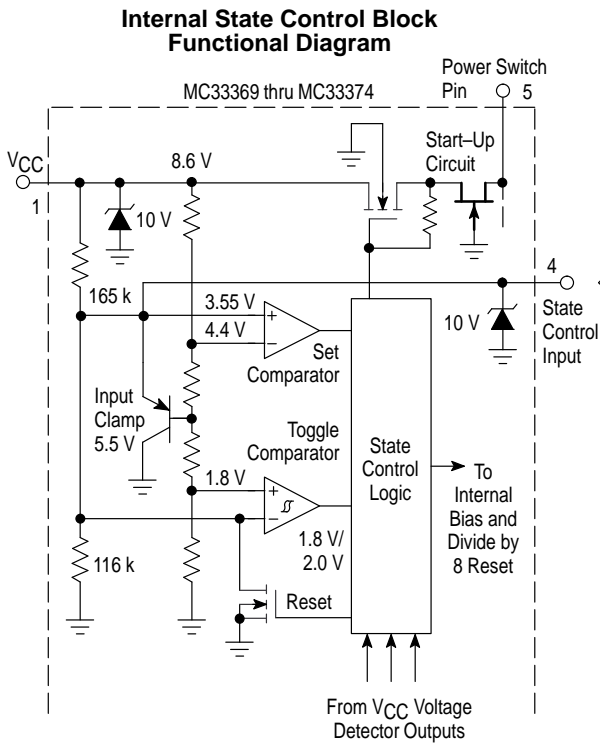 Internal State Control Block
Functional Diagram
Power Switch
Pin 5
MC33369 thru MC33374
VCC
1
8.6 V
Start–Up
Circuit
10 V
165 k
3.55 V
+
4.4 V
−
Set
Comparator
4
State
Control
Input
10 V
Input
Clamp
5.5 V
Toggle
Comparator
1.8 V
+
−
1.8 V/
2.0 V
State
Control
Logic
To
Internal
Bias and
Divide by
8 Reset
116 k
Reset
From VCC Voltage
Detector Outputs